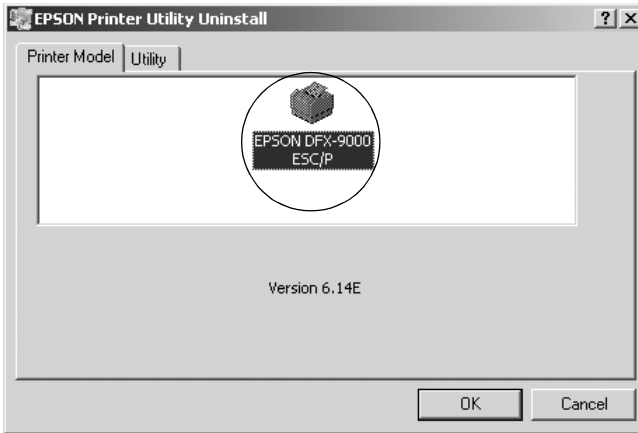 EPSON Printer Utility Uninstall
Printer Model
Utility
EPSON DFX-9000
ESC/P
Version 6.14E
OK
Cancel